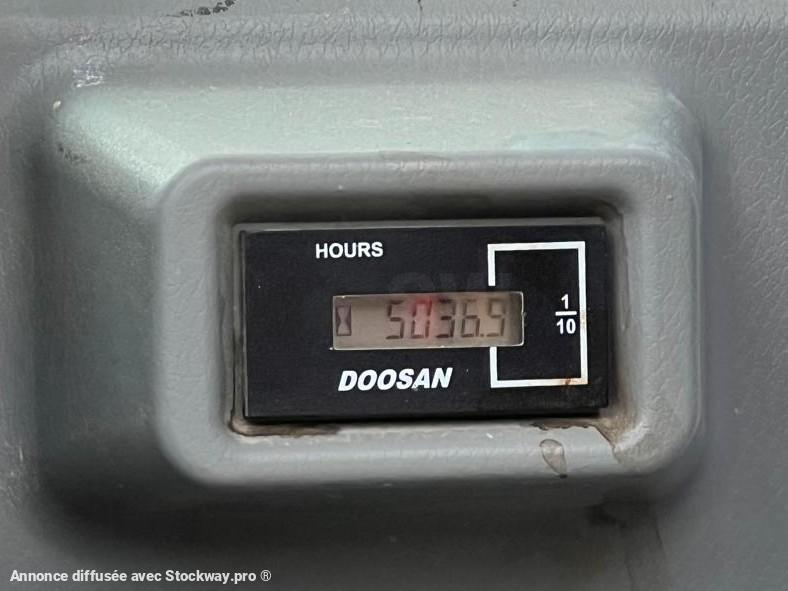 HOURS
5036.9
1
10
DOOSAN
Annonce diffusée avec Stockway.pro ®